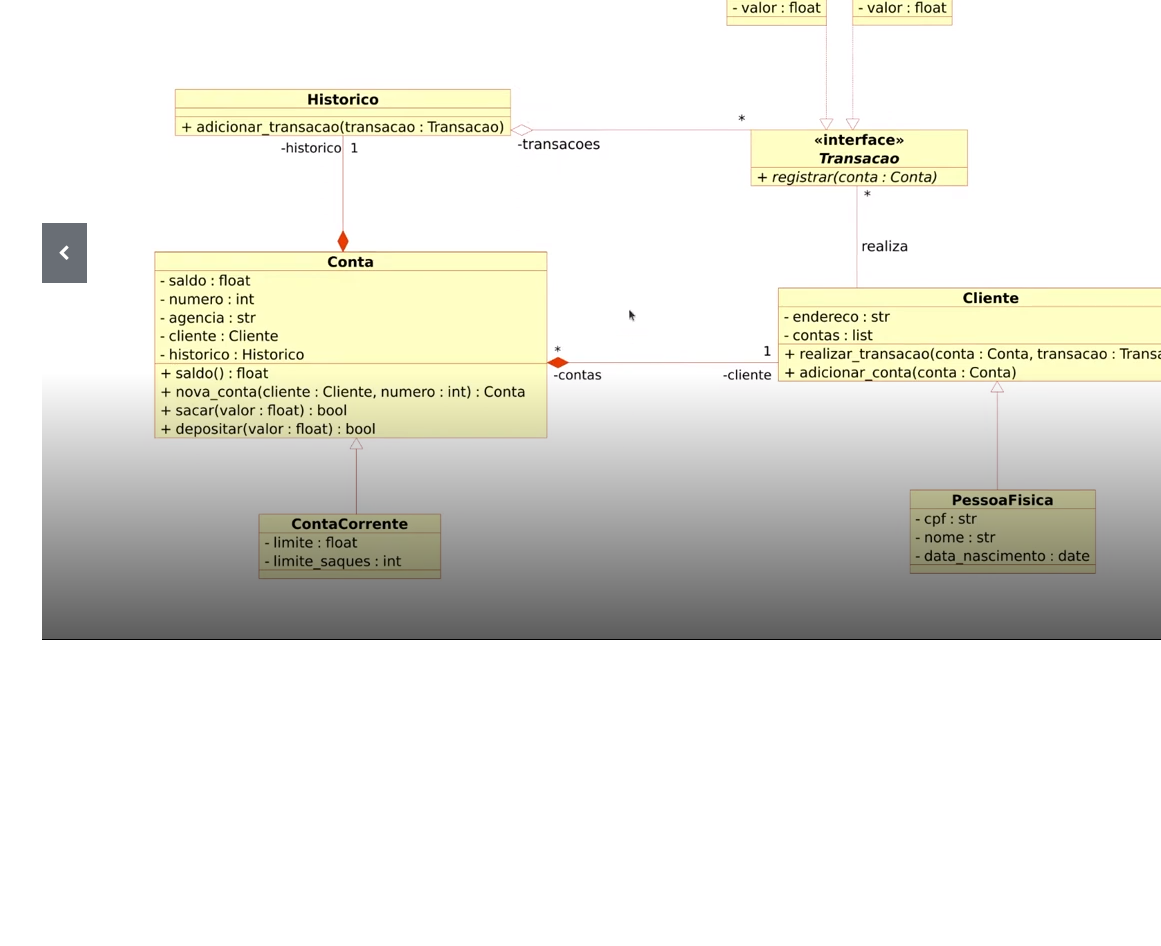 - valor : float
- valor : float
Historico
+ adicionar_transacao(transacao : Transacao)
-historico 1
-transacoes
*
«interface»
Transacao
+ registrar(conta : Conta)
*
realiza
Conta
- saldo : float
- numero : int
- agencia : str
- cliente : Cliente
- historico : Historico
+ saldo() : float
+ nova_conta(cliente : Cliente, numero : int) : Conta
+ sacar(valor : float) : bool
+ depositar(valor : float) : bool
*
-contas
1
-cliente
Cliente
- endereco : str
- contas : list
+ realizar_transacao(conta : Conta, transacao : Transa
+ adicionar_conta(conta : Conta)
ContaCorrente
- limite : float
- limite_saques : int
PessoaFisica
- cpf : str
- nome : str
- data_nascimento : date